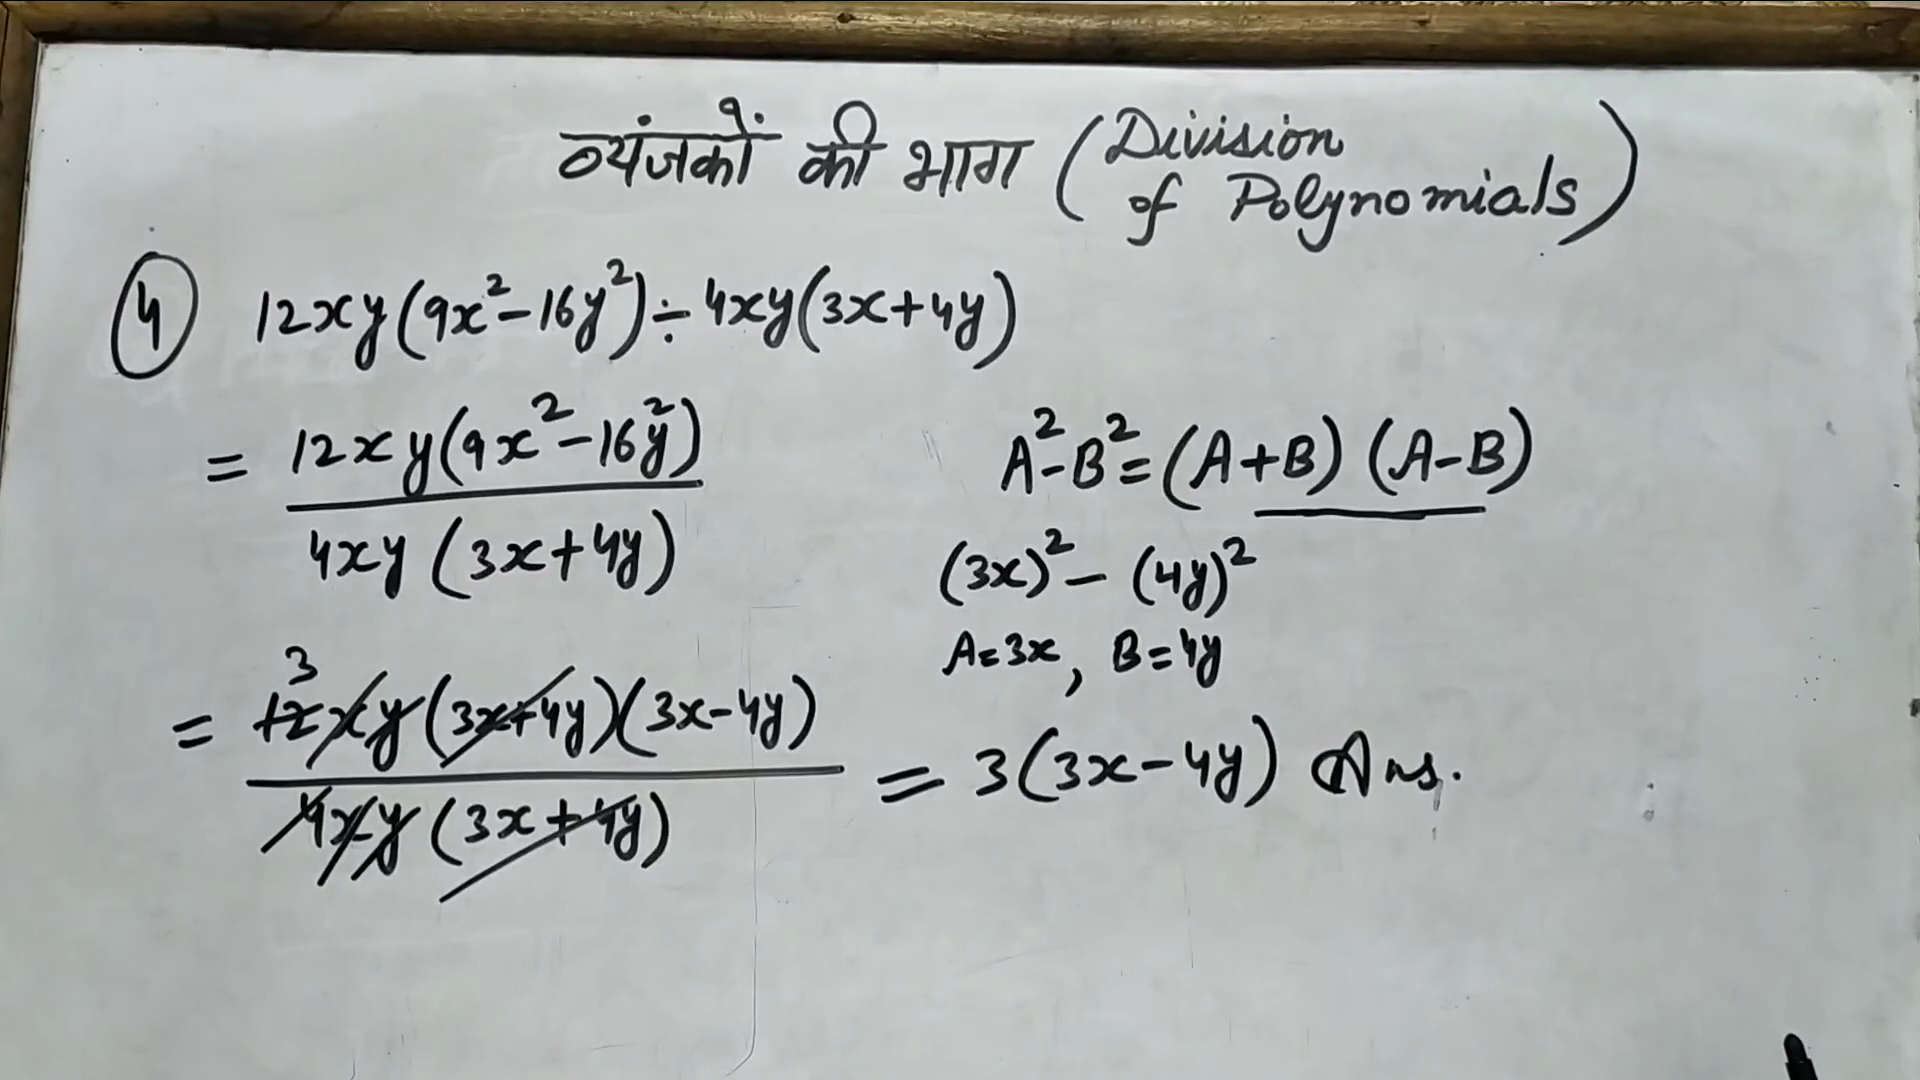 व्यंजकों की भाग (Division of Polynomials)
④ 12xy(9x²-16y²)÷4xy(3x+4y)
= 12xy(9x²-16y²)
4xy (3x+4y)
A²-B²=(A+B) (A-B)
(3x)² - (4y)²
A=3x, B=4y
3
= 12xy(3x+4y)(3x-4y)
4xy(3x+4y)
= 3(3x-4y) Ans.